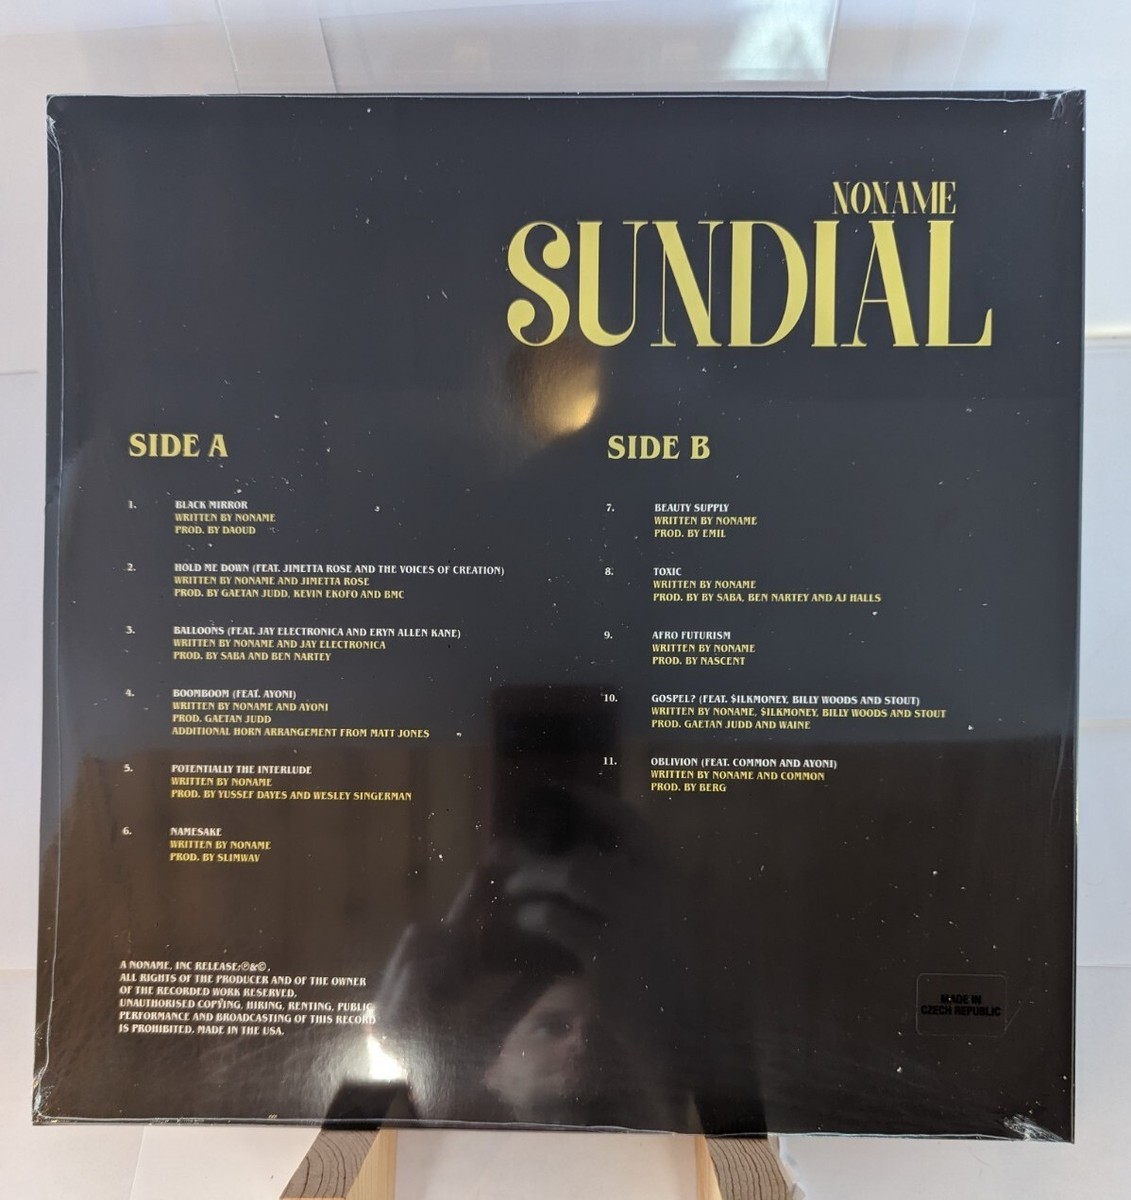 NONAME
SUNDIAL
SIDE A
1. BLACK MIRROR
WRITTEN BY NONAME
PROD. BY DAOUD
2. HOLD ME DOWN (FEAT. JIMETTA ROSE AND THE VOICES OF CREATION)
WRITTEN BY NONAME AND JIMETTA ROSE
PROD. BY GAETAN JUDD, KEVIN EKOFO AND BMC
3. BALLOONS (FEAT. JAY ELECTRONICA AND ERYN ALLEN KANE)
WRITTEN BY NONAME AND JAY ELECTRONICA
PROD. BY SABA AND BEN NARTEY
4. BOOMBOOM (FEAT. AYONI)
WRITTEN BY NONAME AND AYONI
PROD. GAETAN JUDD
ADDITIONAL HORN ARRANGEMENT FROM MATT JONES
5. POTENTIALLY THE INTERLUDE
WRITTEN BY NONAME
PROD. BY YUSSEF DAYES AND WESLEY SINGERMAN
6. NAMESAKE
WRITTEN BY NONAME
PROD. BY SLIMWAV
SIDE B
7. BEAUTY SUPPLY
WRITTEN BY NONAME
PROD. BY EMIL
8. TOXIC
WRITTEN BY NONAME
PROD. BY BY SABA, BEN NARTEY AND AJ HALLS
9. AFRO FUTURISM
WRITTEN BY NONAME
PROD. BY NASCENT
10. GOSPEL? (FEAT. $ILKMONEY, BILLY WOODS AND STOUT)
WRITTEN BY NONAME, $ILKMONEY, BILLY WOODS AND STOUT
PROD. GAETAN JUDD AND WAINE
11. OBLIVION (FEAT. COMMON AND AYONI)
WRITTEN BY NONAME AND COMMON
PROD. BY BERG
A NONAME, INC RELEASE;℗&©,
ALL RIGHTS OF THE PRODUCER AND OF THE OWNER
OF THE RECORDED WORK RESERVED.
UNAUTHORISED COPYING, HIRING, RENTING, PUBLIC
PERFORMANCE AND BROADCASTING OF THIS RECORD
IS PROHIBITED. MADE IN THE USA.
MADE IN
CZECH REPUBLIC